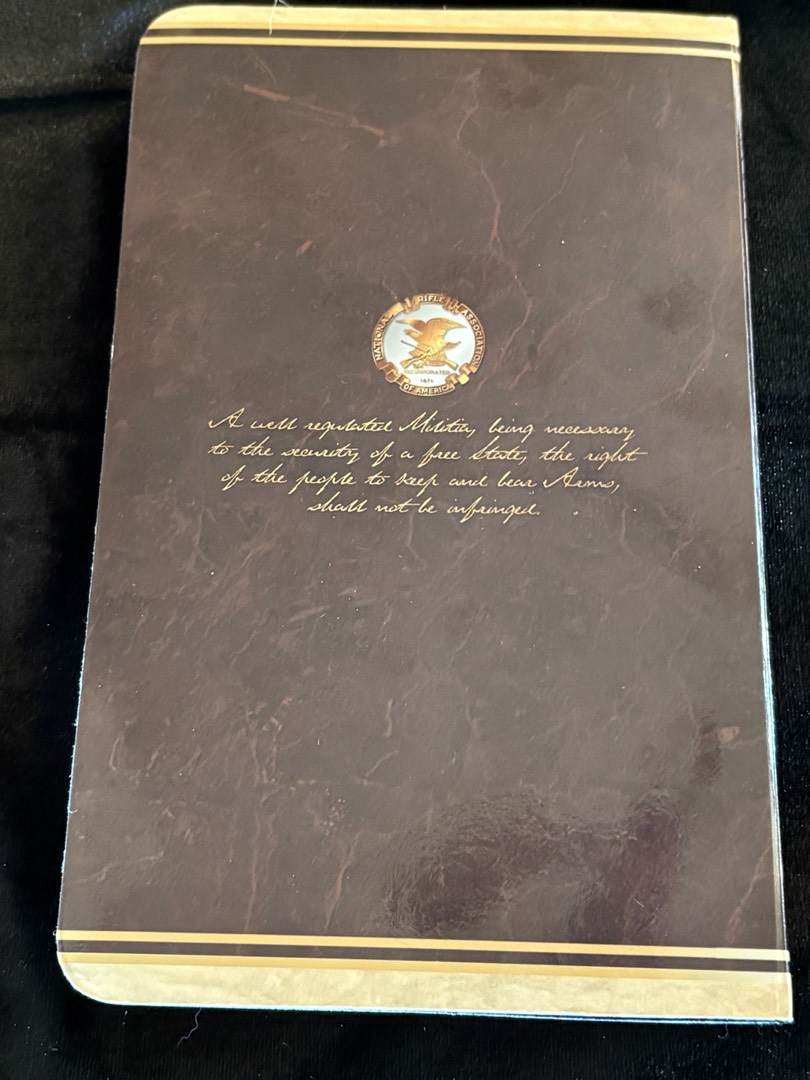 NATIONAL RIFLE ASSOCIATION
INCORPORATED
1871
OF AMERICA
A well regulated Militia, being necessary
to the security of a free State, the right
of the people to keep and bear Arms,
shall not be infringed.